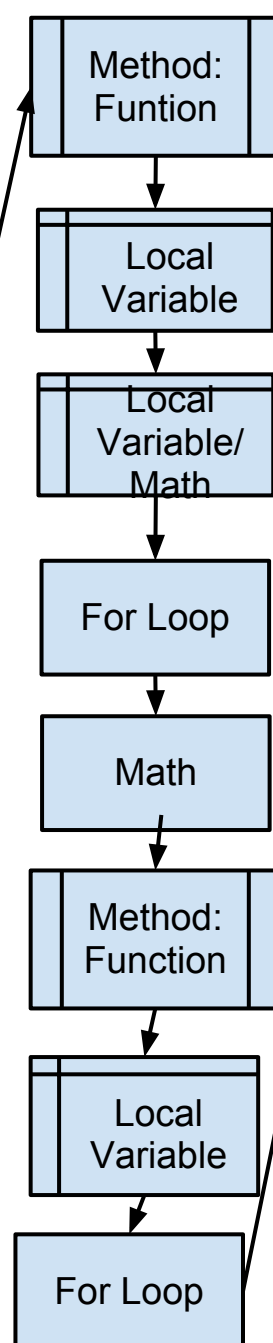 Method:
Funtion
Local
Variable
Local
Variable/
Math
For Loop
Math
Method:
Function
Local
Variable
For Loop